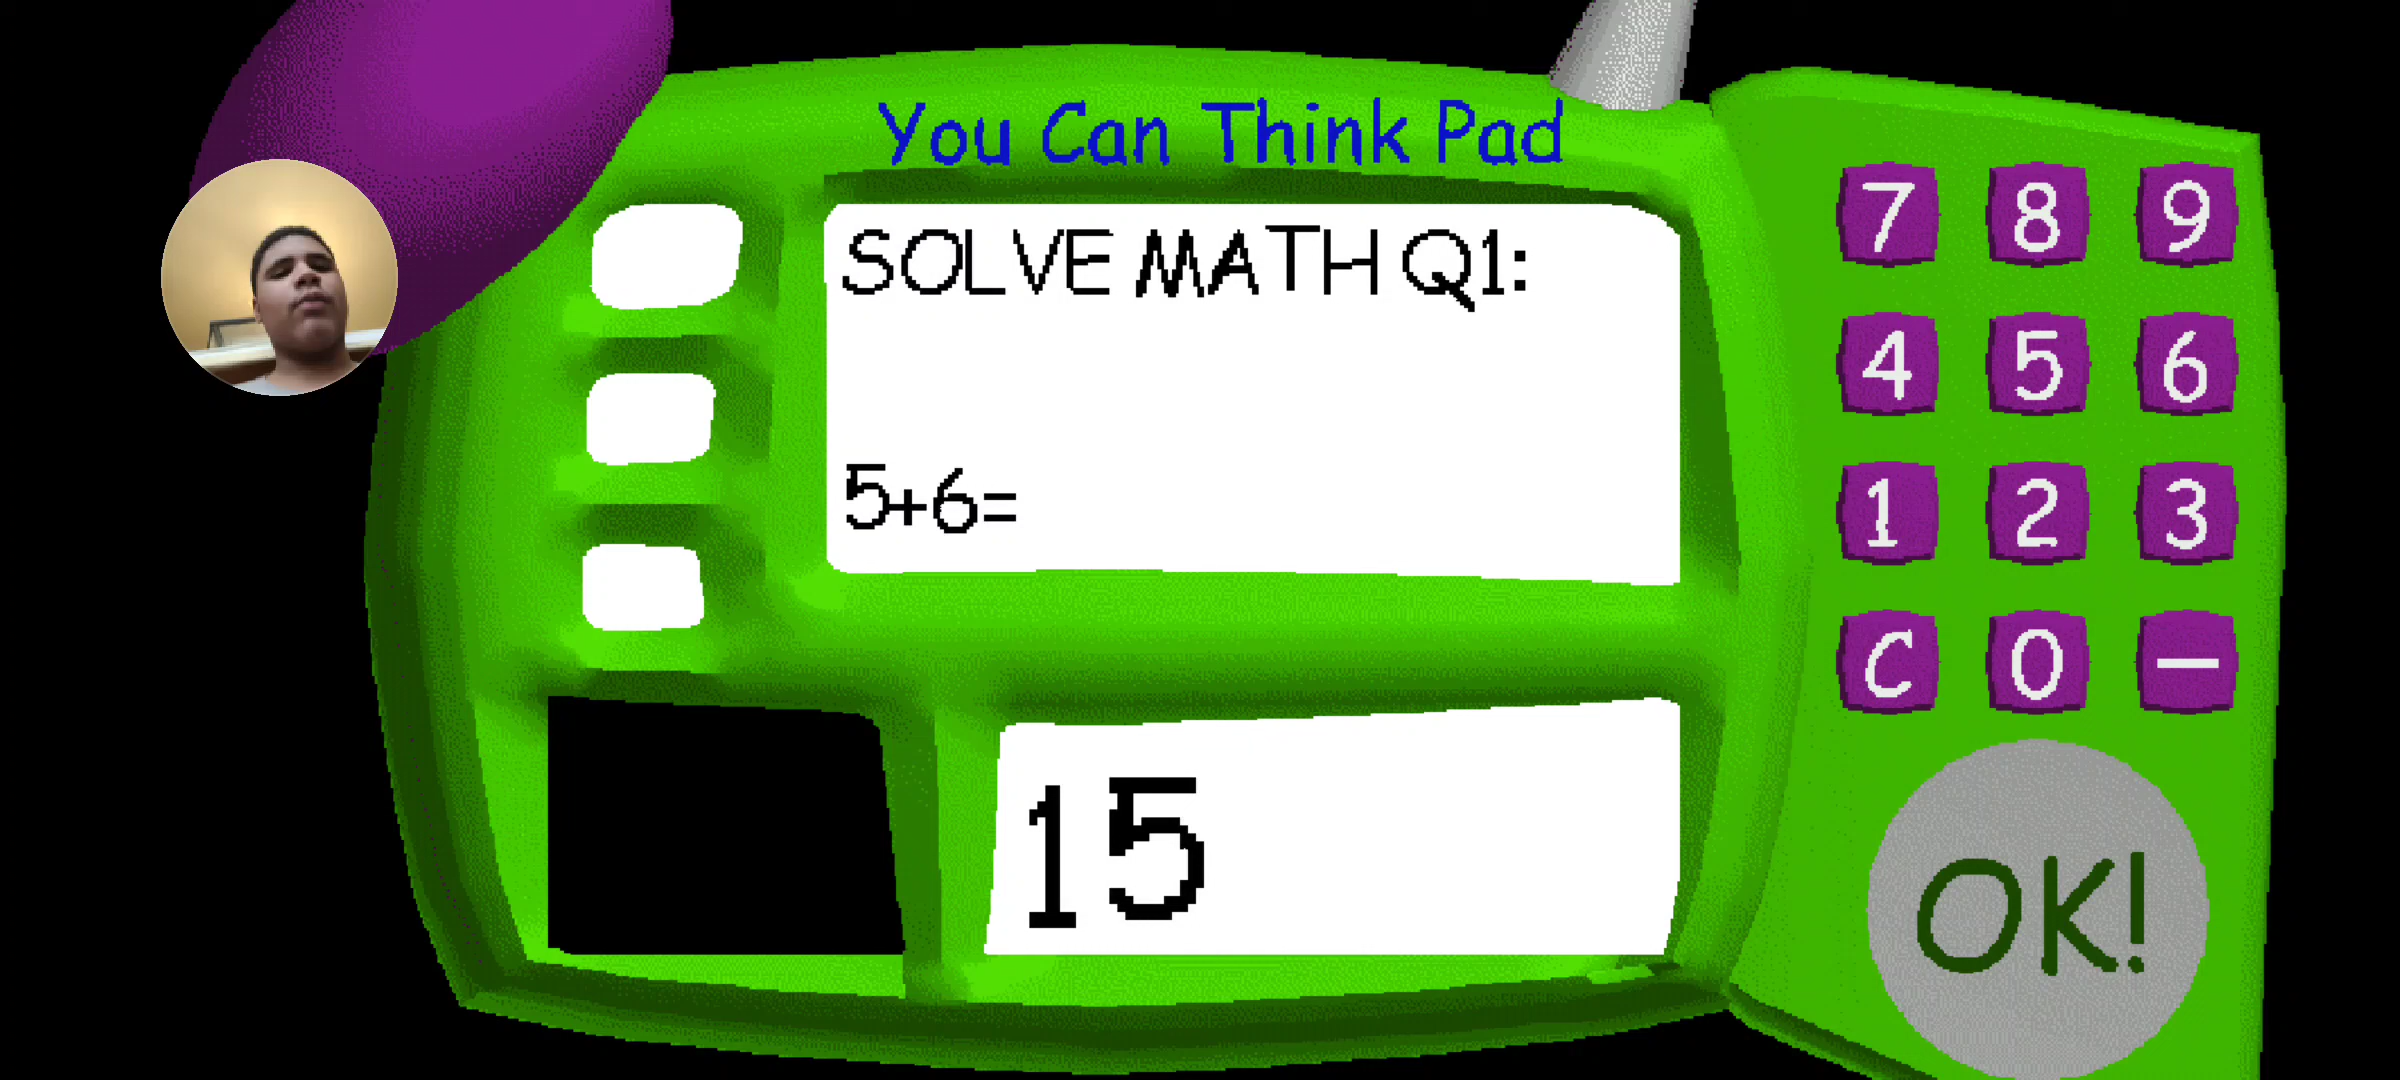 You Can Think Pad
SOLVE MATH Q1:
5+6=
15
7 8 9
4 5 6
1 2 3
C 0 −
OK!